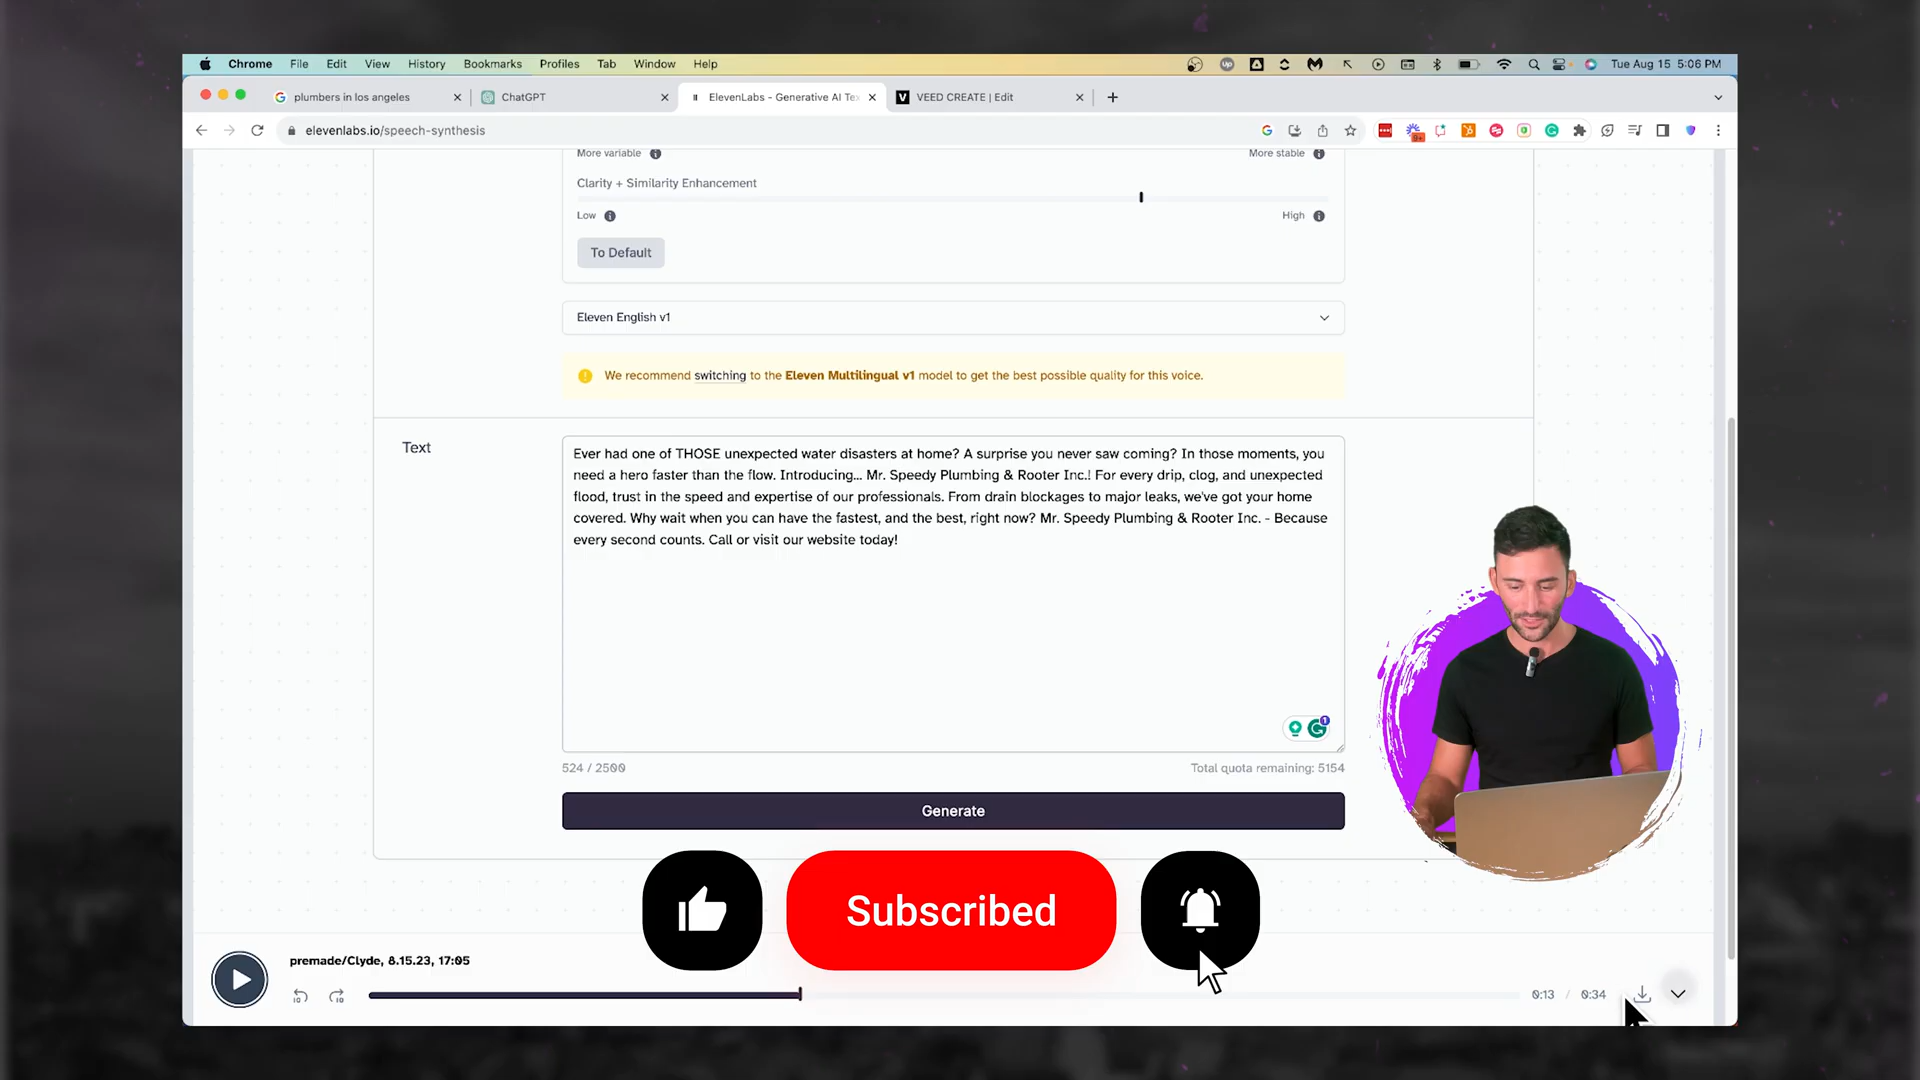 Chrome File Edit View History Bookmarks Profiles Tab Window Help Tue Aug 15 5:06 PM
plumbers in los angeles ChatGPT ElevenLabs - Generative AI Tex VEED CREATE | Edit
elevenlabs.io/speech-synthesis
More variable More stable
Clarity + Similarity Enhancement
Low High
To Default
Eleven English v1
We recommend switching to the Eleven Multilingual v1 model to get the best possible quality for this voice.
Text
Ever had one of THOSE unexpected water disasters at home? A surprise you never saw coming? In those moments, you
need a hero faster than the flow. Introducing... Mr. Speedy Plumbing & Rooter Inc.! For every drip, clog, and unexpected
flood, trust in the speed and expertise of our professionals. From drain blockages to major leaks, we've got your home
covered. Why wait when you can have the fastest, and the best, right now? Mr. Speedy Plumbing & Rooter Inc. - Because
every second counts. Call or visit our website today!
524 / 2500 Total quota remaining: 5154
Generate
Subscribed
premade/Clyde, 8.15.23, 17:05
0:13 / 0:34